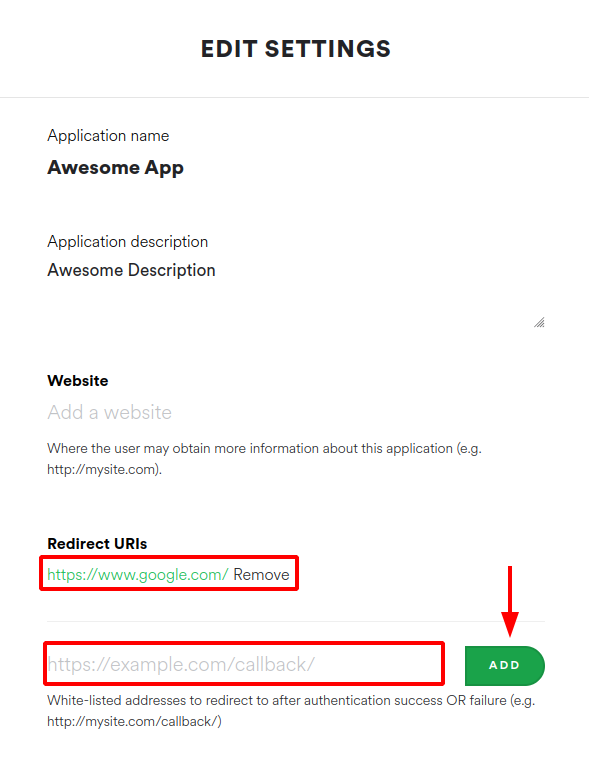 EDIT SETTINGS
Application name
Awesome App
Application description
Awesome Description
Website
Add a website
Where the user may obtain more information about this application (e.g.
http://mysite.com).
Redirect URIs
https://www.google.com/ Remove
https://example.com/callback/
ADD
White-listed addresses to redirect to after authentication success OR failure (e.g.
http://mysite.com/callback/)